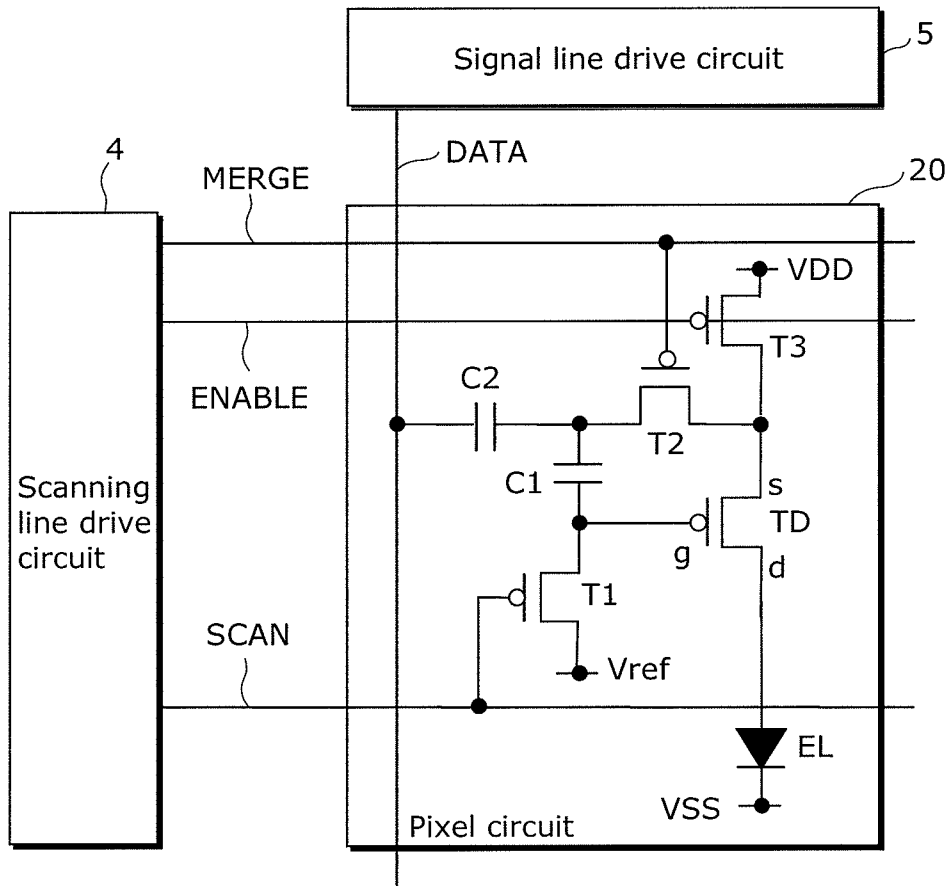 5
Signal line drive circuit
4
DATA
20
MERGE
VDD
T3
ENABLE
C2
T2
C1
s
TD
g
d
Scanning
line drive
circuit
T1
SCAN
Vref
EL
VSS
Pixel circuit